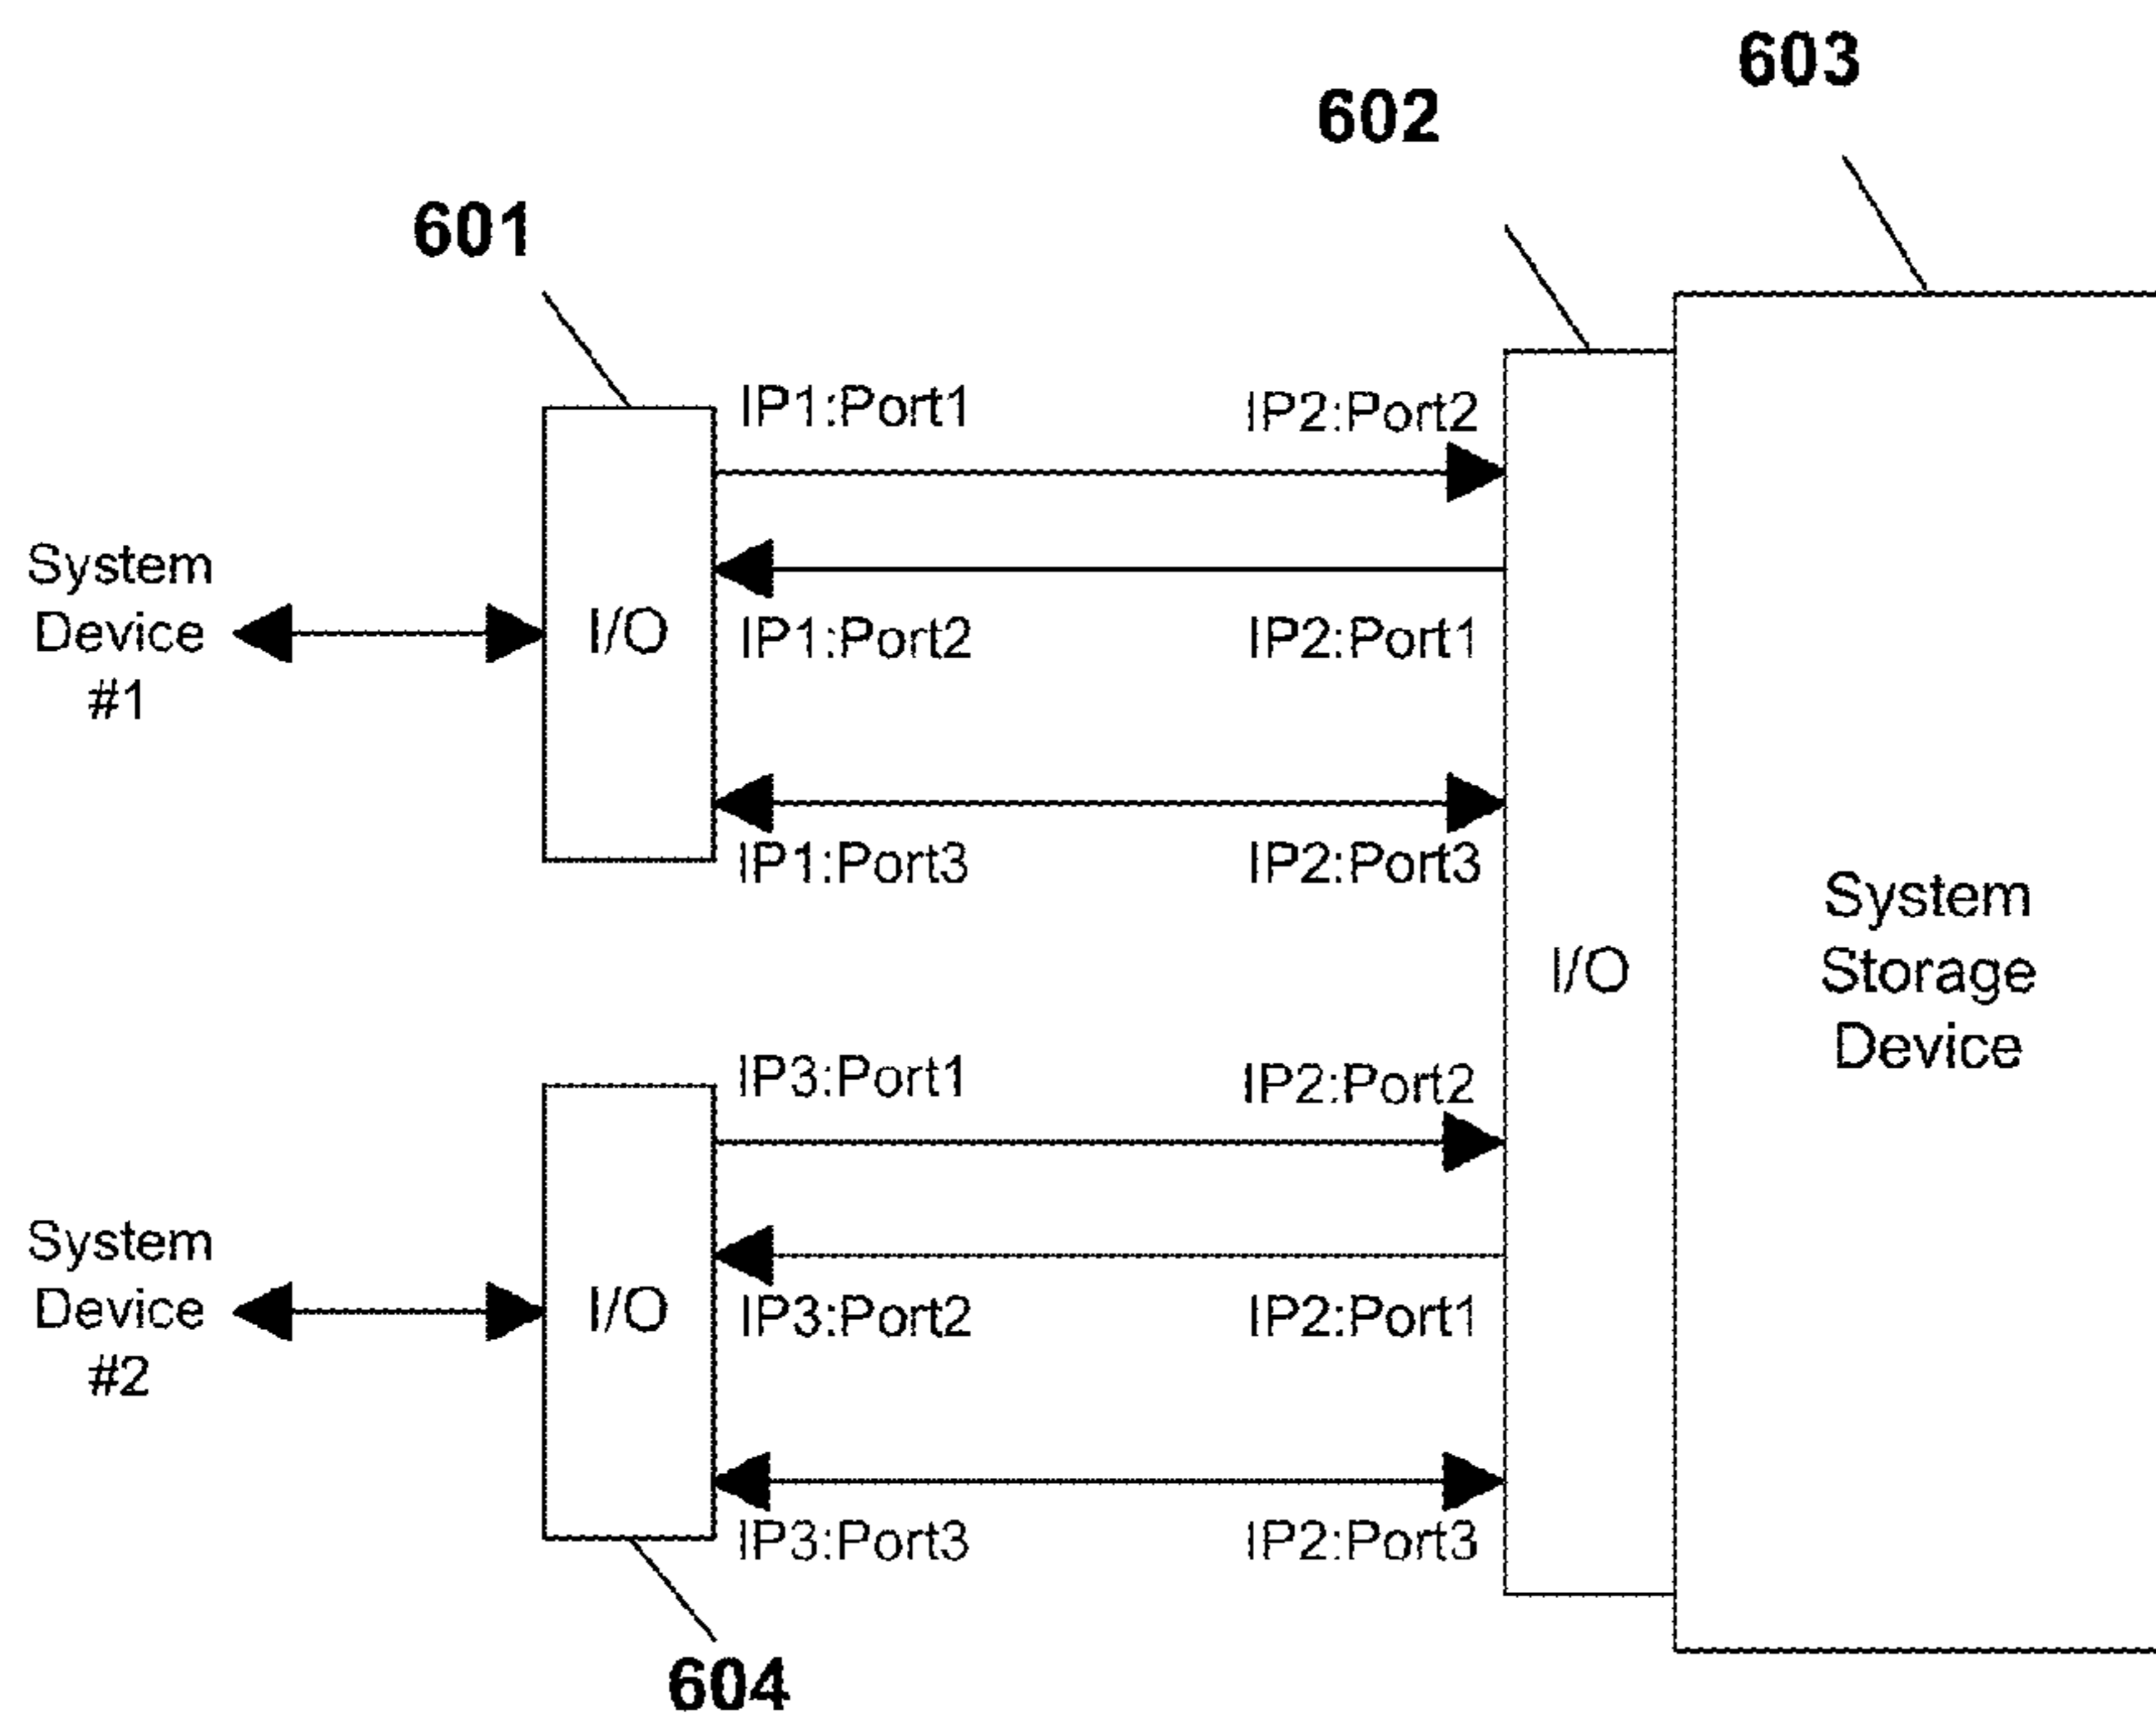 603
602
601
IP1:Port1
IP2:Port2
System
Device
#1
I/O
IP1:Port2
IP2:Port1
IP1:Port3
IP2:Port3
I/O
System
Storage
Device
IP3:Port1
IP2:Port2
System
Device
#2
I/O
IP3:Port2
IP2:Port1
IP3:Port3
IP2:Port3
604